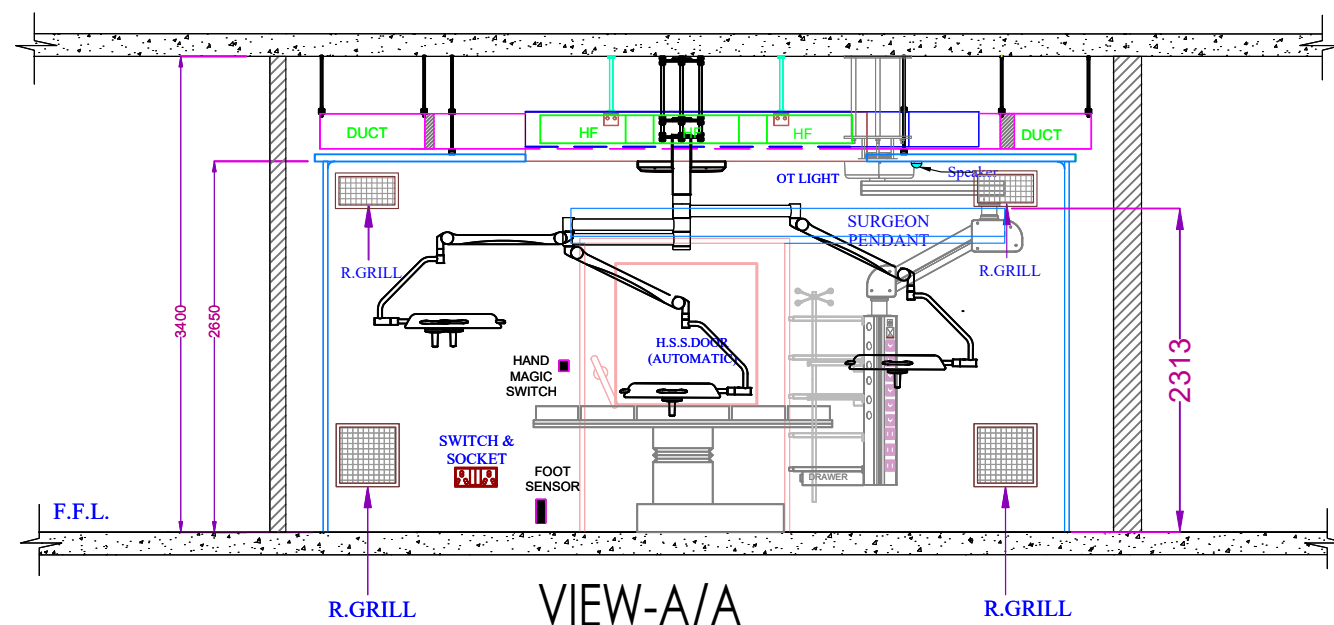 DUCT
HF
HF
HF
DUCT
OT LIGHT
Speaker
SURGEON
PENDANT
R.GRILL
R.GRILL
3400
2650
2313
H.S.S.DOOR
(AUTOMATIC)
HAND
MAGIC
SWITCH
SWITCH &
SOCKET
FOOT
SENSOR
DRAWER
F.F.L.
R.GRILL
VIEW-A/A
R.GRILL